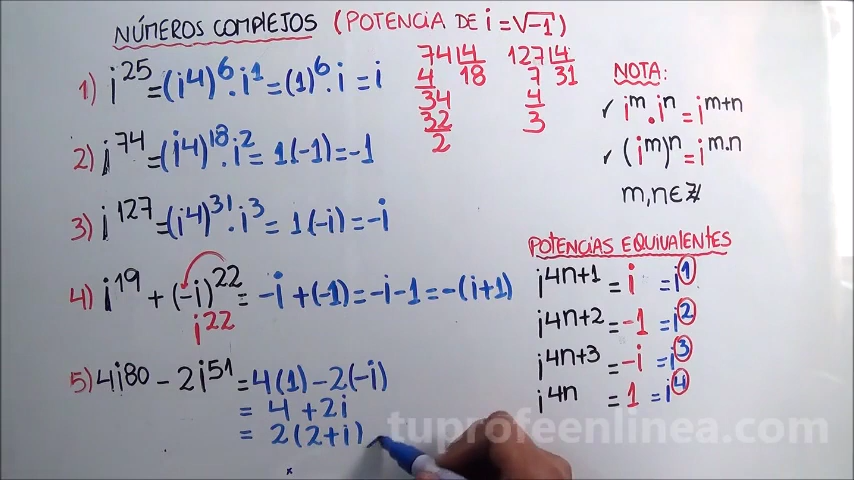 NÚMEROS COMPLEJOS (POTENCIA DE i = √-1)
1) i^25 = (i^4)^6 . i^1 = (1)^6 . i = i
2) i^74 = (i^4)^18 . i^2 = 1(-1) = -1
3) i^127 = (i^4)^31 . i^3 = 1(-i) = -i
4) i^19 + (-i)^22 = -i + (-1) = -i - 1 = -(i+1)
i^22
5) 4i^80 - 2i^51 = 4(1) - 2(-i)
= 4 + 2i
= 2(2+i)
74 4
4 18
34
32
2
127 4
7 31
4
3
NOTA:
✓ i^m . i^n = i^m+n
✓ (i^m)^n = i^m.n
m,n∈ℤ
POTENCIAS EQUIVALENTES
i^4n+1 = i = i^1
i^4n+2 = -1 = i^2
i^4n+3 = -i = i^3
i^4n = 1 = i^4
tuprofeenlinea.com